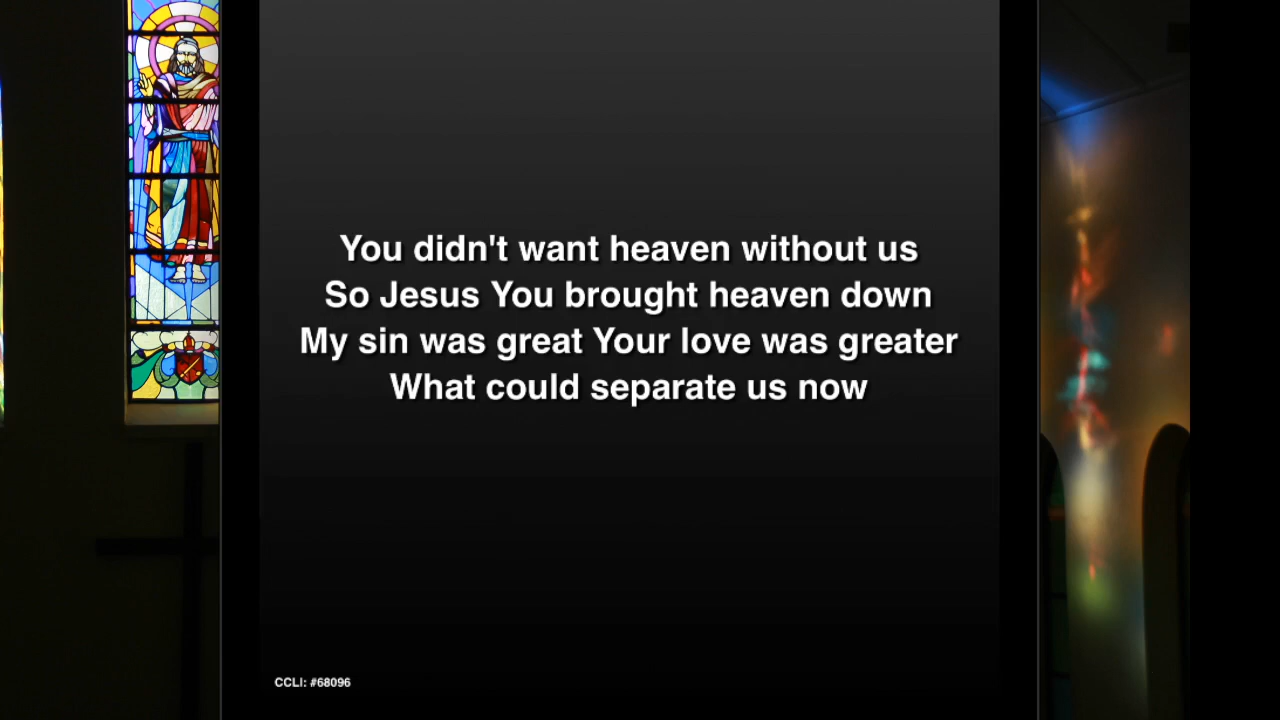 You didn't want heaven without us
So Jesus You brought heaven down
My sin was great Your love was greater
What could separate us now
CCLI: #68096